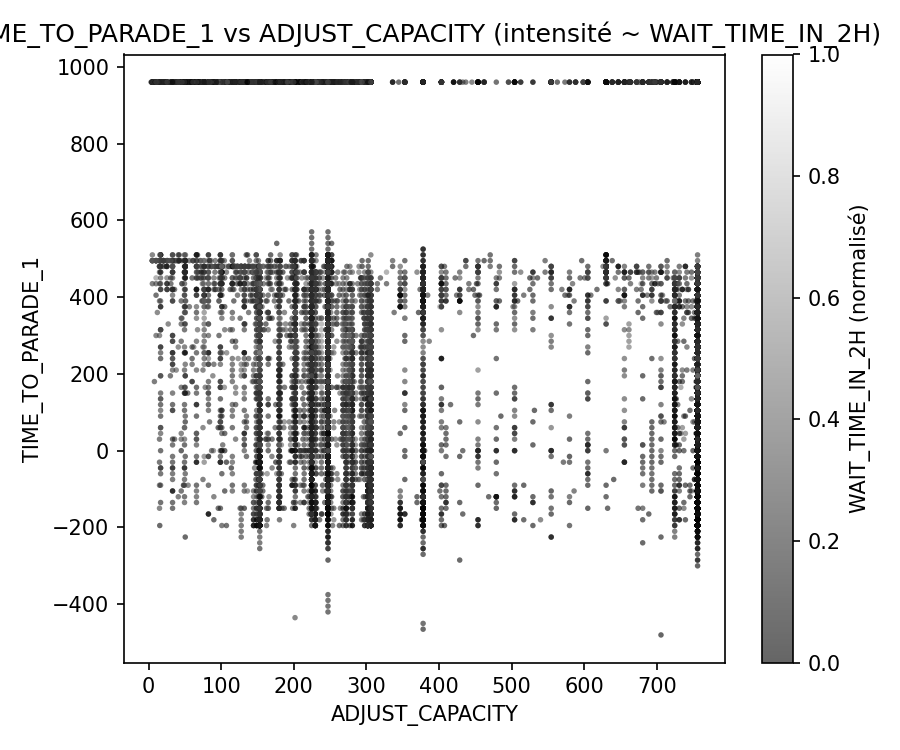 ME_TO_PARADE_1 vs ADJUST_CAPACITY (intensité ~ WAIT_TIME_IN_2H)
1000
800
600
400
200
0
−200
−400
TIME_TO_PARADE_1
0 100 200 300 400 500 600 700
ADJUST_CAPACITY
1.0
0.8
0.6
0.4
0.2
0.0
WAIT_TIME_IN_2H (normalisé)